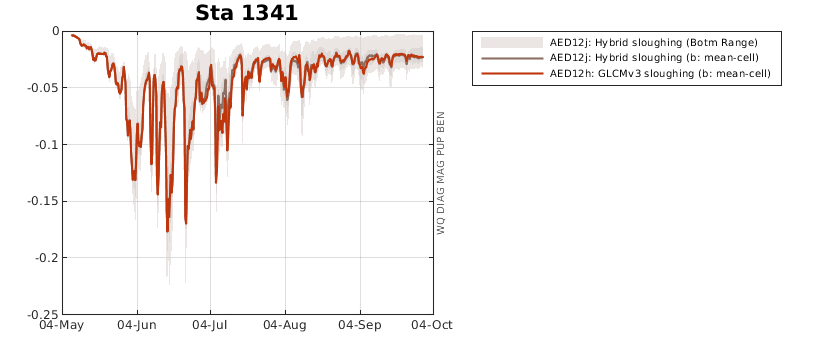 Sta 1341
0
-0.05
-0.1
-0.15
-0.2
-0.25
04-May
04-Jun
04-Jul
04-Aug
04-Sep
04-Oct
WQ DIAG MAG PUP BEN
AED12j: Hybrid sloughing (Botm Range)
AED12j: Hybrid sloughing (b: mean-cell)
AED12h: GLCMv3 sloughing (b: mean-cell)